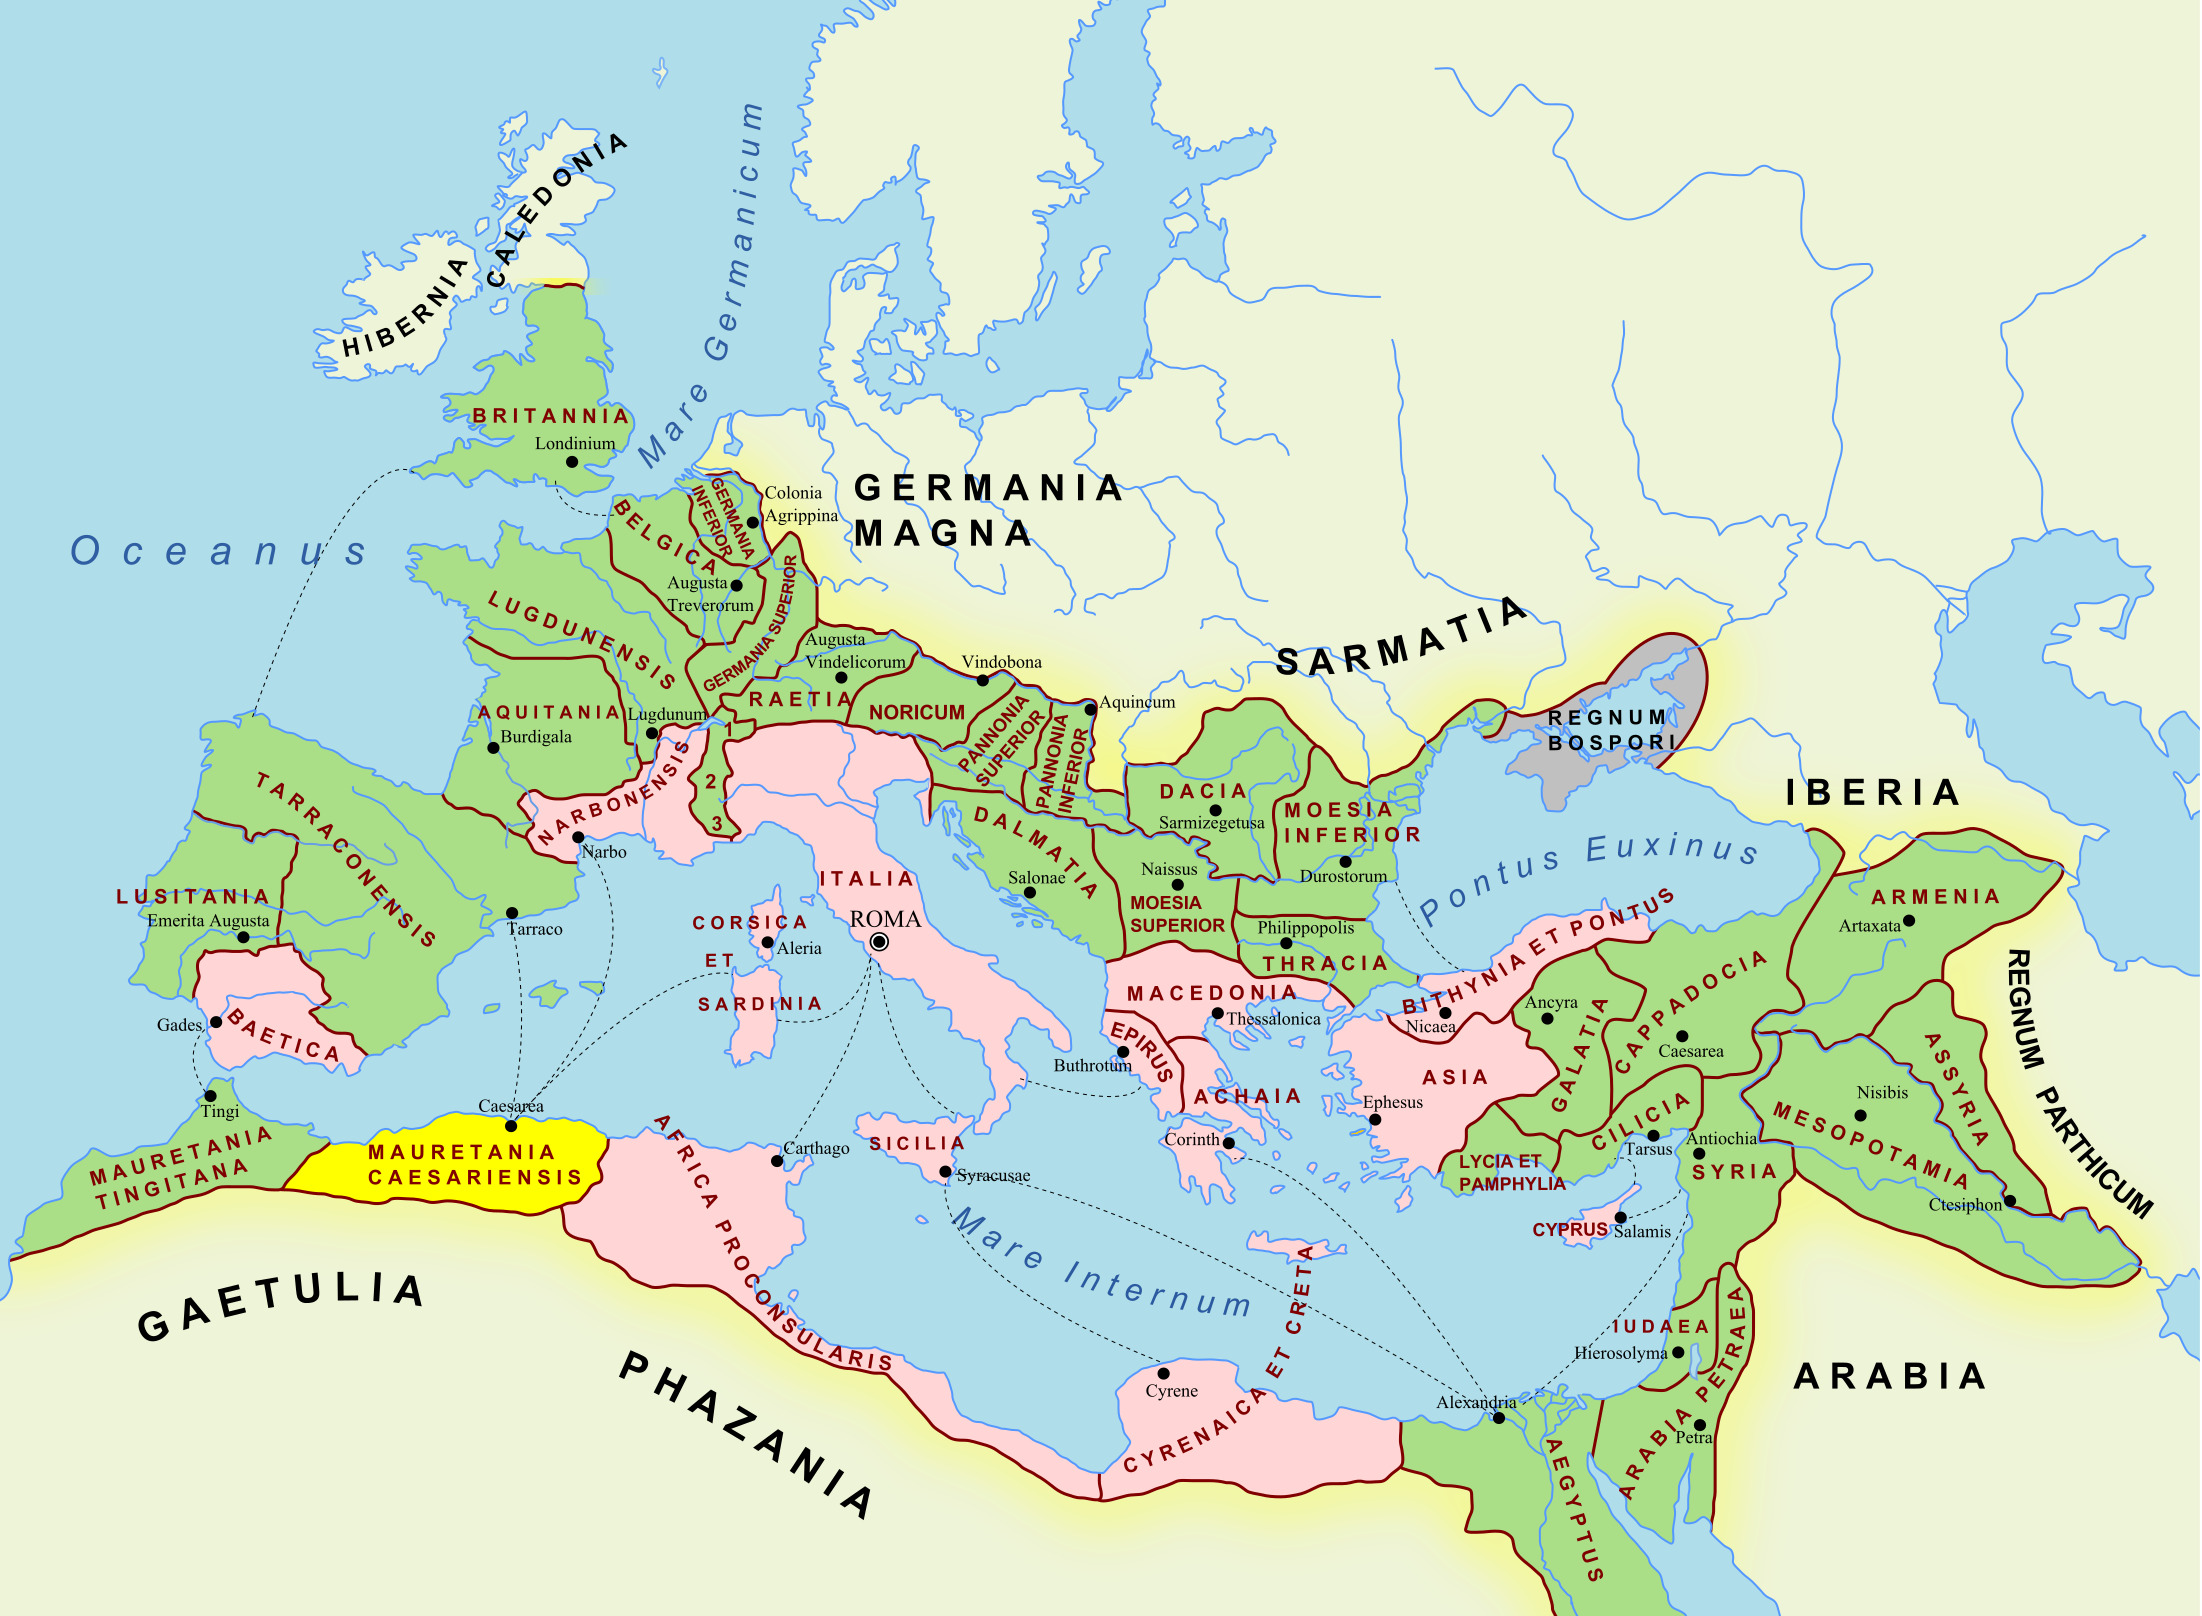 CALEDONIA
HIBERNIA
Mare Germanicum
BRITANNIA
Londinium
Oceanus
GERMANIA
MAGNA
GERMANIA
INFERIOR
Colonia
Agrippina
BELGICA
Augusta
Treverorum
LUGDUNENSIS
GERMANIA SUPERIOR
Augusta
Vindelicorum
RAETIA
NORICUM
Vindobona
PANNONIA
SUPERIOR
PANNONIA
INFERIOR
Aquincum
SARMATIA
REGNUM
BOSPORI
IBERIA
AQUITANIA
Burdigala
Lugdunum
1
2
3
NARBONENSIS
Narbo
TARRACONENSIS
Tarraco
LUSITANIA
Emerita Augusta
BAETICA
Gades
Tingi
MAURETANIA
TINGITANA
Caesarea
MAURETANIA
CAESARIENSIS
ITALIA
ROMA
CORSICA
Aleria
ET
SARDINIA
DALMATIA
Salonae
DACIA
Sarmizegetusa
MOESIA
INFERIOR
Durostorum
Naissus
MOESIA
SUPERIOR
Philippopolis
THRACIA
MACEDONIA
Thessalonica
EPIRUS
Buthrotum
ACHAIA
Corinth
Pontus Euxinus
BITHYNIA ET PONTUS
Nicaea
Ancyra
GALATIA
CAPPADOCIA
Caesarea
ASIA
Ephesus
LYCIA ET
PAMPHYLIA
CILICIA
Tarsus
Antiochia
SYRIA
CYPRUS
Salamis
ARMENIA
Artaxata
ASSYRIA
Nisibis
MESOPOTAMIA
Ctesiphon
REGNUM PARTHICUM
SICILIA
Syracusae
Carthago
AFRICA PROCONSULARIS
Mare Internum
GAETULIA
PHAZANIA
Cyrene
CYRENAICA ET CRETA
Alexandria
AEGYPTUS
IUDAEA
Hierosolyma
ARABIA PETRAEA
Petra
ARABIA